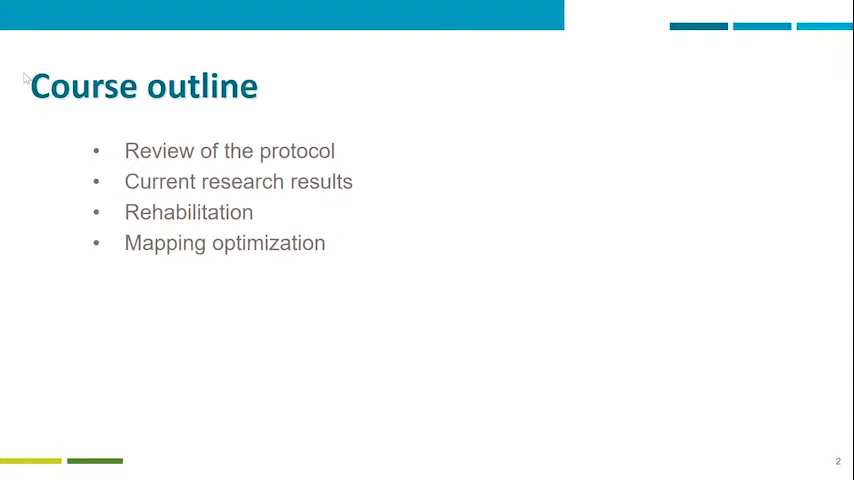 Course outline
• Review of the protocol
• Current research results
• Rehabilitation
• Mapping optimization
2